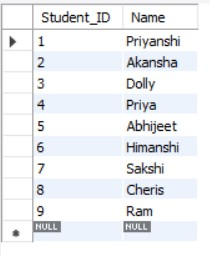 Student_ID Name
1 Priyanshi
2 Akansha
3 Dolly
4 Priya
5 Abhijeet
6 Himanshi
7 Sakshi
8 Cheris
9 Ram
NULL NULL